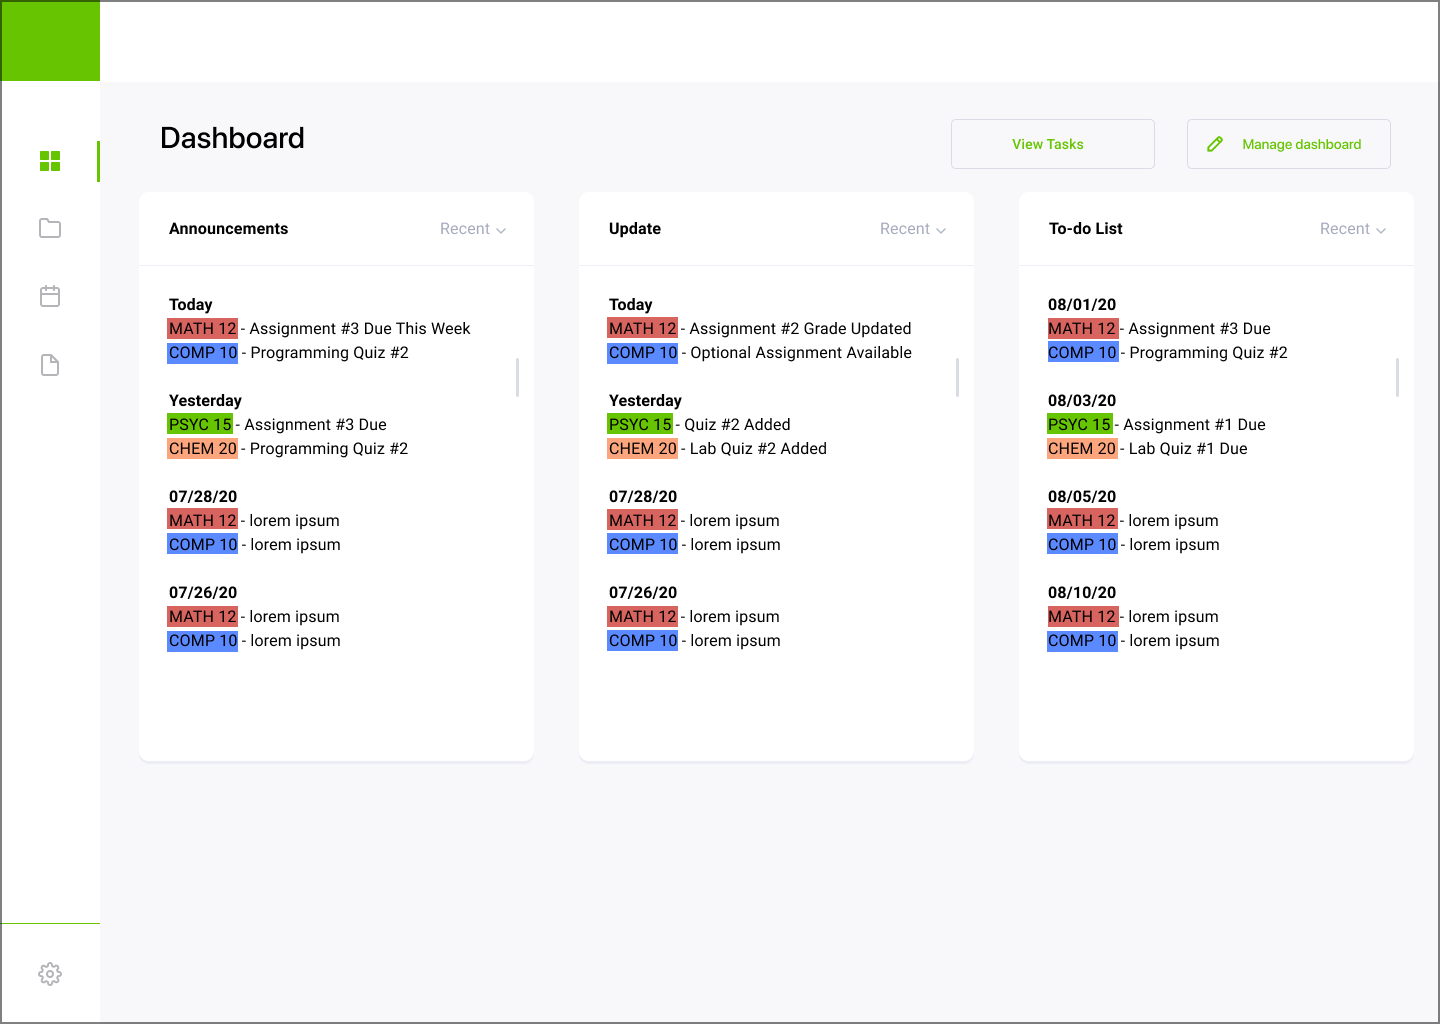 Dashboard
View Tasks
Manage dashboard
Announcements
Recent
Today
MATH 12 - Assignment #3 Due This Week
COMP 10 - Programming Quiz #2
Yesterday
PSYC 15 - Assignment #3 Due
CHEM 20 - Programming Quiz #2
07/28/20
MATH 12 - lorem ipsum
COMP 10 - lorem ipsum
07/26/20
MATH 12 - lorem ipsum
COMP 10 - lorem ipsum
Update
Recent
Today
MATH 12 - Assignment #2 Grade Updated
COMP 10 - Optional Assignment Available
Yesterday
PSYC 15 - Quiz #2 Added
CHEM 20 - Lab Quiz #2 Added
07/28/20
MATH 12 - lorem ipsum
COMP 10 - lorem ipsum
07/26/20
MATH 12 - lorem ipsum
COMP 10 - lorem ipsum
To-do List
Recent
08/01/20
MATH 12 - Assignment #3 Due
COMP 10 - Programming Quiz #2
08/03/20
PSYC 15 - Assignment #1 Due
CHEM 20 - Lab Quiz #1 Due
08/05/20
MATH 12 - lorem ipsum
COMP 10 - lorem ipsum
08/10/20
MATH 12 - lorem ipsum
COMP 10 - lorem ipsum